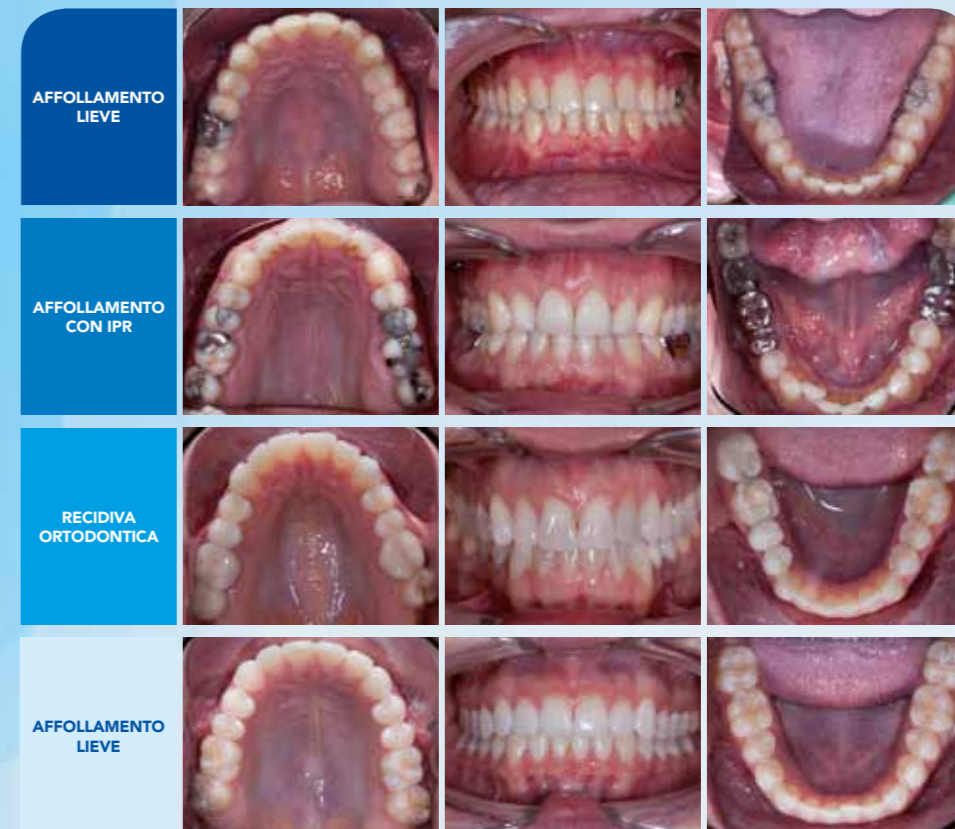 AFFOLLAMENTO
LIEVE
AFFOLLAMENTO
CON IPR
RECIDIVA
ORTODONTICA
AFFOLLAMENTO
LIEVE